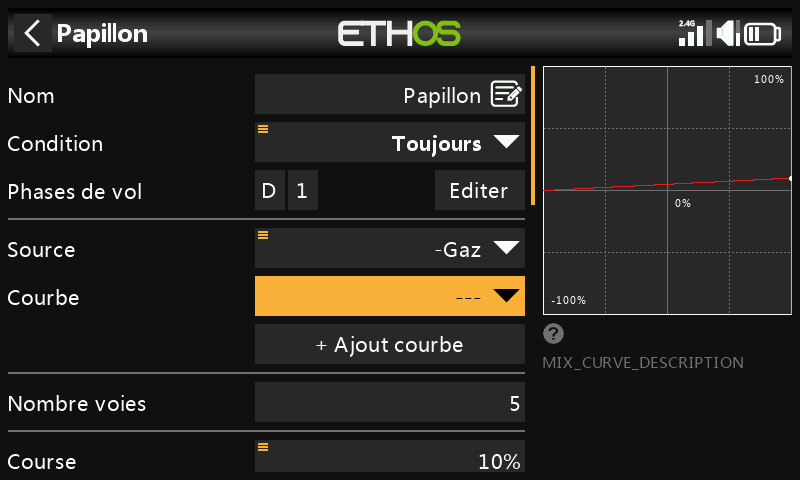 Papillon
ETHOS
2.4G
Nom
Papillon
Condition
Toujours
Phases de vol
D
1
Editer
Source
-Gaz
Courbe
---
+ Ajout courbe
Nombre voies
5
Course
10%
100%
0%
-100%
?
MIX_CURVE_DESCRIPTION